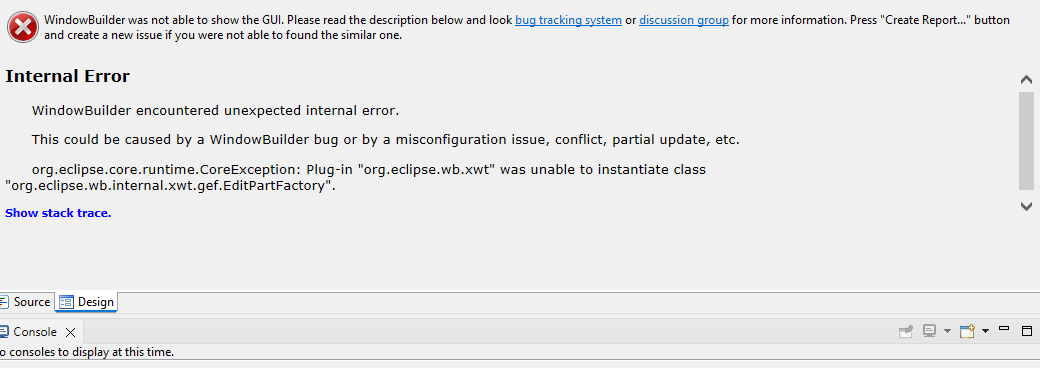 WindowBuilder was not able to show the GUI. Please read the description below and look bug tracking system or discussion group for more information. Press "Create Report..." button
and create a new issue if you were not able to found the similar one.
Internal Error
WindowBuilder encountered unexpected internal error.
This could be caused by a WindowBuilder bug or by a misconfiguration issue, conflict, partial update, etc.
org.eclipse.core.runtime.CoreException: Plug-in "org.eclipse.wb.xwt" was unable to instantiate class
"org.eclipse.wb.internal.xwt.gef.EditPartFactory".
Show stack trace.
Source Design
Console
o consoles to display at this time.